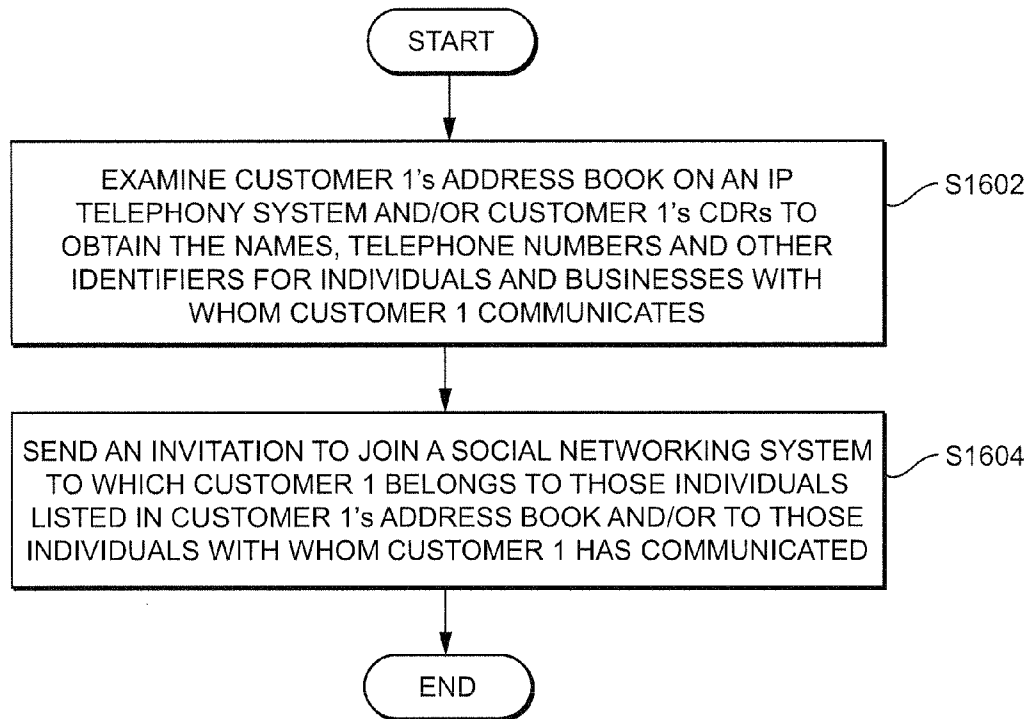 START
EXAMINE CUSTOMER 1's ADDRESS BOOK ON AN IP
TELEPHONY SYSTEM AND/OR CUSTOMER 1's CDRs TO
OBTAIN THE NAMES, TELEPHONE NUMBERS AND OTHER
IDENTIFIERS FOR INDIVIDUALS AND BUSINESSES WITH
WHOM CUSTOMER 1 COMMUNICATES
S1602
SEND AN INVITATION TO JOIN A SOCIAL NETWORKING SYSTEM
TO WHICH CUSTOMER 1 BELONGS TO THOSE INDIVIDUALS
LISTED IN CUSTOMER 1's ADDRESS BOOK AND/OR TO THOSE
INDIVIDUALS WITH WHOM CUSTOMER 1 HAS COMMUNICATED
S1604
END